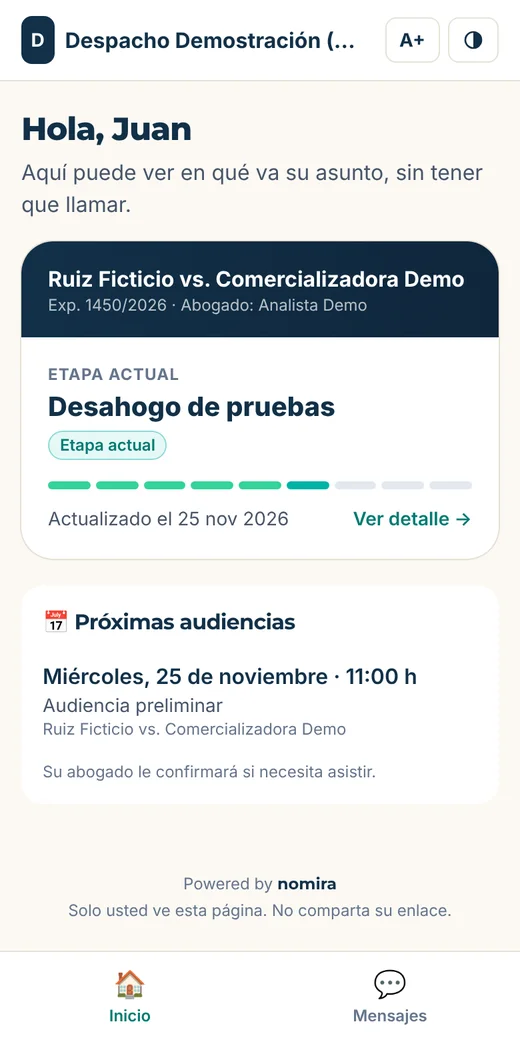 D Despacho Demostración (... A+
Hola, Juan
Aquí puede ver en qué va su asunto, sin tener
que llamar.
Ruiz Ficticio vs. Comercializadora Demo
Exp. 1450/2026 · Abogado: Analista Demo
ETAPA ACTUAL
Desahogo de pruebas
Etapa actual
Actualizado el 25 nov 2026 Ver detalle →
July 17 Próximas audiencias
Miércoles, 25 de noviembre · 11:00 h
Audiencia preliminar
Ruiz Ficticio vs. Comercializadora Demo
Su abogado le confirmará si necesita asistir.
Powered by nomira
Solo usted ve esta página. No comparta su enlace.
Inicio Mensajes